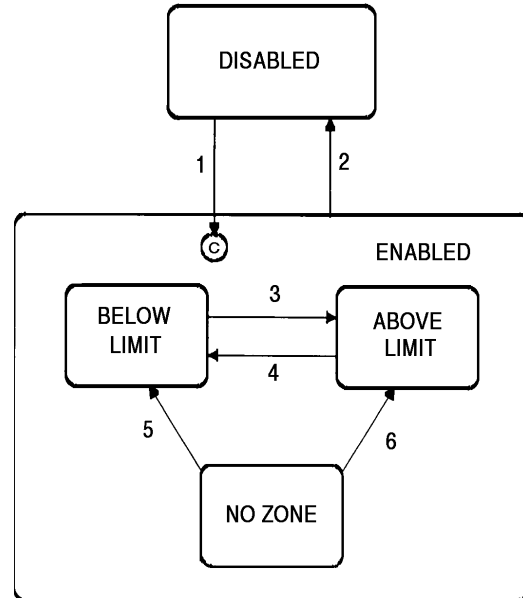 DISABLED
1
2
C
ENABLED
BELOW
LIMIT
3
ABOVE
LIMIT
4
5
6
NO ZONE